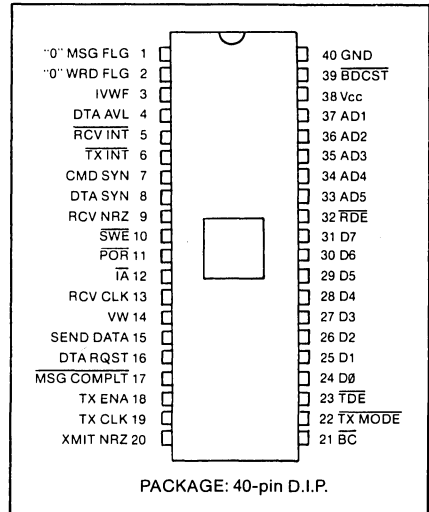 "0" MSG FLG 1
"0" WRD FLG 2
IVWF 3
DTA AVL 4
RCV INT 5
TX INT 6
CMD SYN 7
DTA SYN 8
RCV NRZ 9
SWE 10
POR 11
IA 12
RCV CLK 13
VW 14
SEND DATA 15
DTA RQST 16
MSG COMPLT 17
TX ENA 18
TX CLK 19
XMIT NRZ 20
40 GND
39 BDCST
38 Vcc
37 AD1
36 AD2
35 AD3
34 AD4
33 AD5
32 RDE
31 D7
30 D6
29 D5
28 D4
27 D3
26 D2
25 D1
24 DØ
23 TDE
22 TX MODE
21 BC
PACKAGE: 40-pin D.I.P.